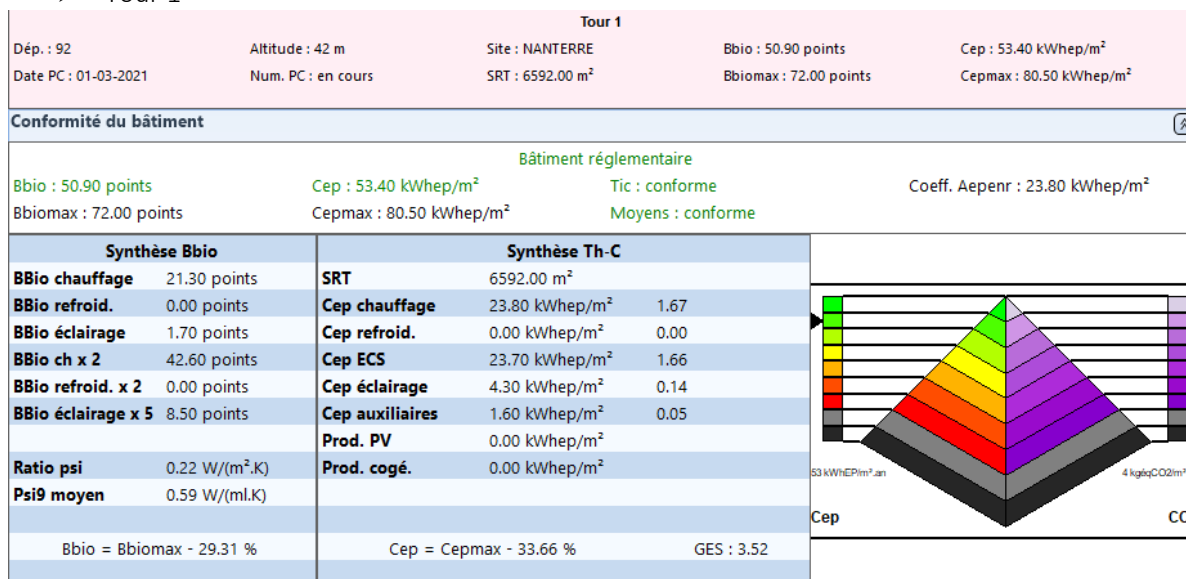 Tour 1
Dép. : 92 Altitude : 42 m Site : NANTERRE Bbio : 50.90 points Cep : 53.40 kWhep/m²
Date PC : 01-03-2021 Num. PC : en cours SRT : 6592.00 m² Bbiomax : 72.00 points Cepmax : 80.50 kWhep/m²
Conformité du bâtiment
Bâtiment réglementaire
Bbio : 50.90 points Cep : 53.40 kWhep/m² Tic : conforme Coeff. Aepenr : 23.80 kWhep/m²
Bbiomax : 72.00 points Cepmax : 80.50 kWhep/m² Moyens : conforme
Synthèse Bbio Synthèse Th-C
BBio chauffage 21.30 points SRT 6592.00 m²
BBio refroid. 0.00 points Cep chauffage 23.80 kWhep/m² 1.67
BBio éclairage 1.70 points Cep refroid. 0.00 kWhep/m² 0.00
BBio ch x 2 42.60 points Cep ECS 23.70 kWhep/m² 1.66
BBio refroid. x 2 0.00 points Cep éclairage 4.30 kWhep/m² 0.14
BBio éclairage x 5 8.50 points Cep auxiliaires 1.60 kWhep/m² 0.05
Prod. PV 0.00 kWhep/m²
Ratio psi 0.22 W/(m².K) Prod. cogé. 0.00 kWhep/m²
53 kWhEP/m².an 4 kgéqCO2/m²
Psi9 moyen 0.59 W/(ml.K)
Cep CO
Bbio = Bbiomax - 29.31 % Cep = Cepmax - 33.66 % GES : 3.52